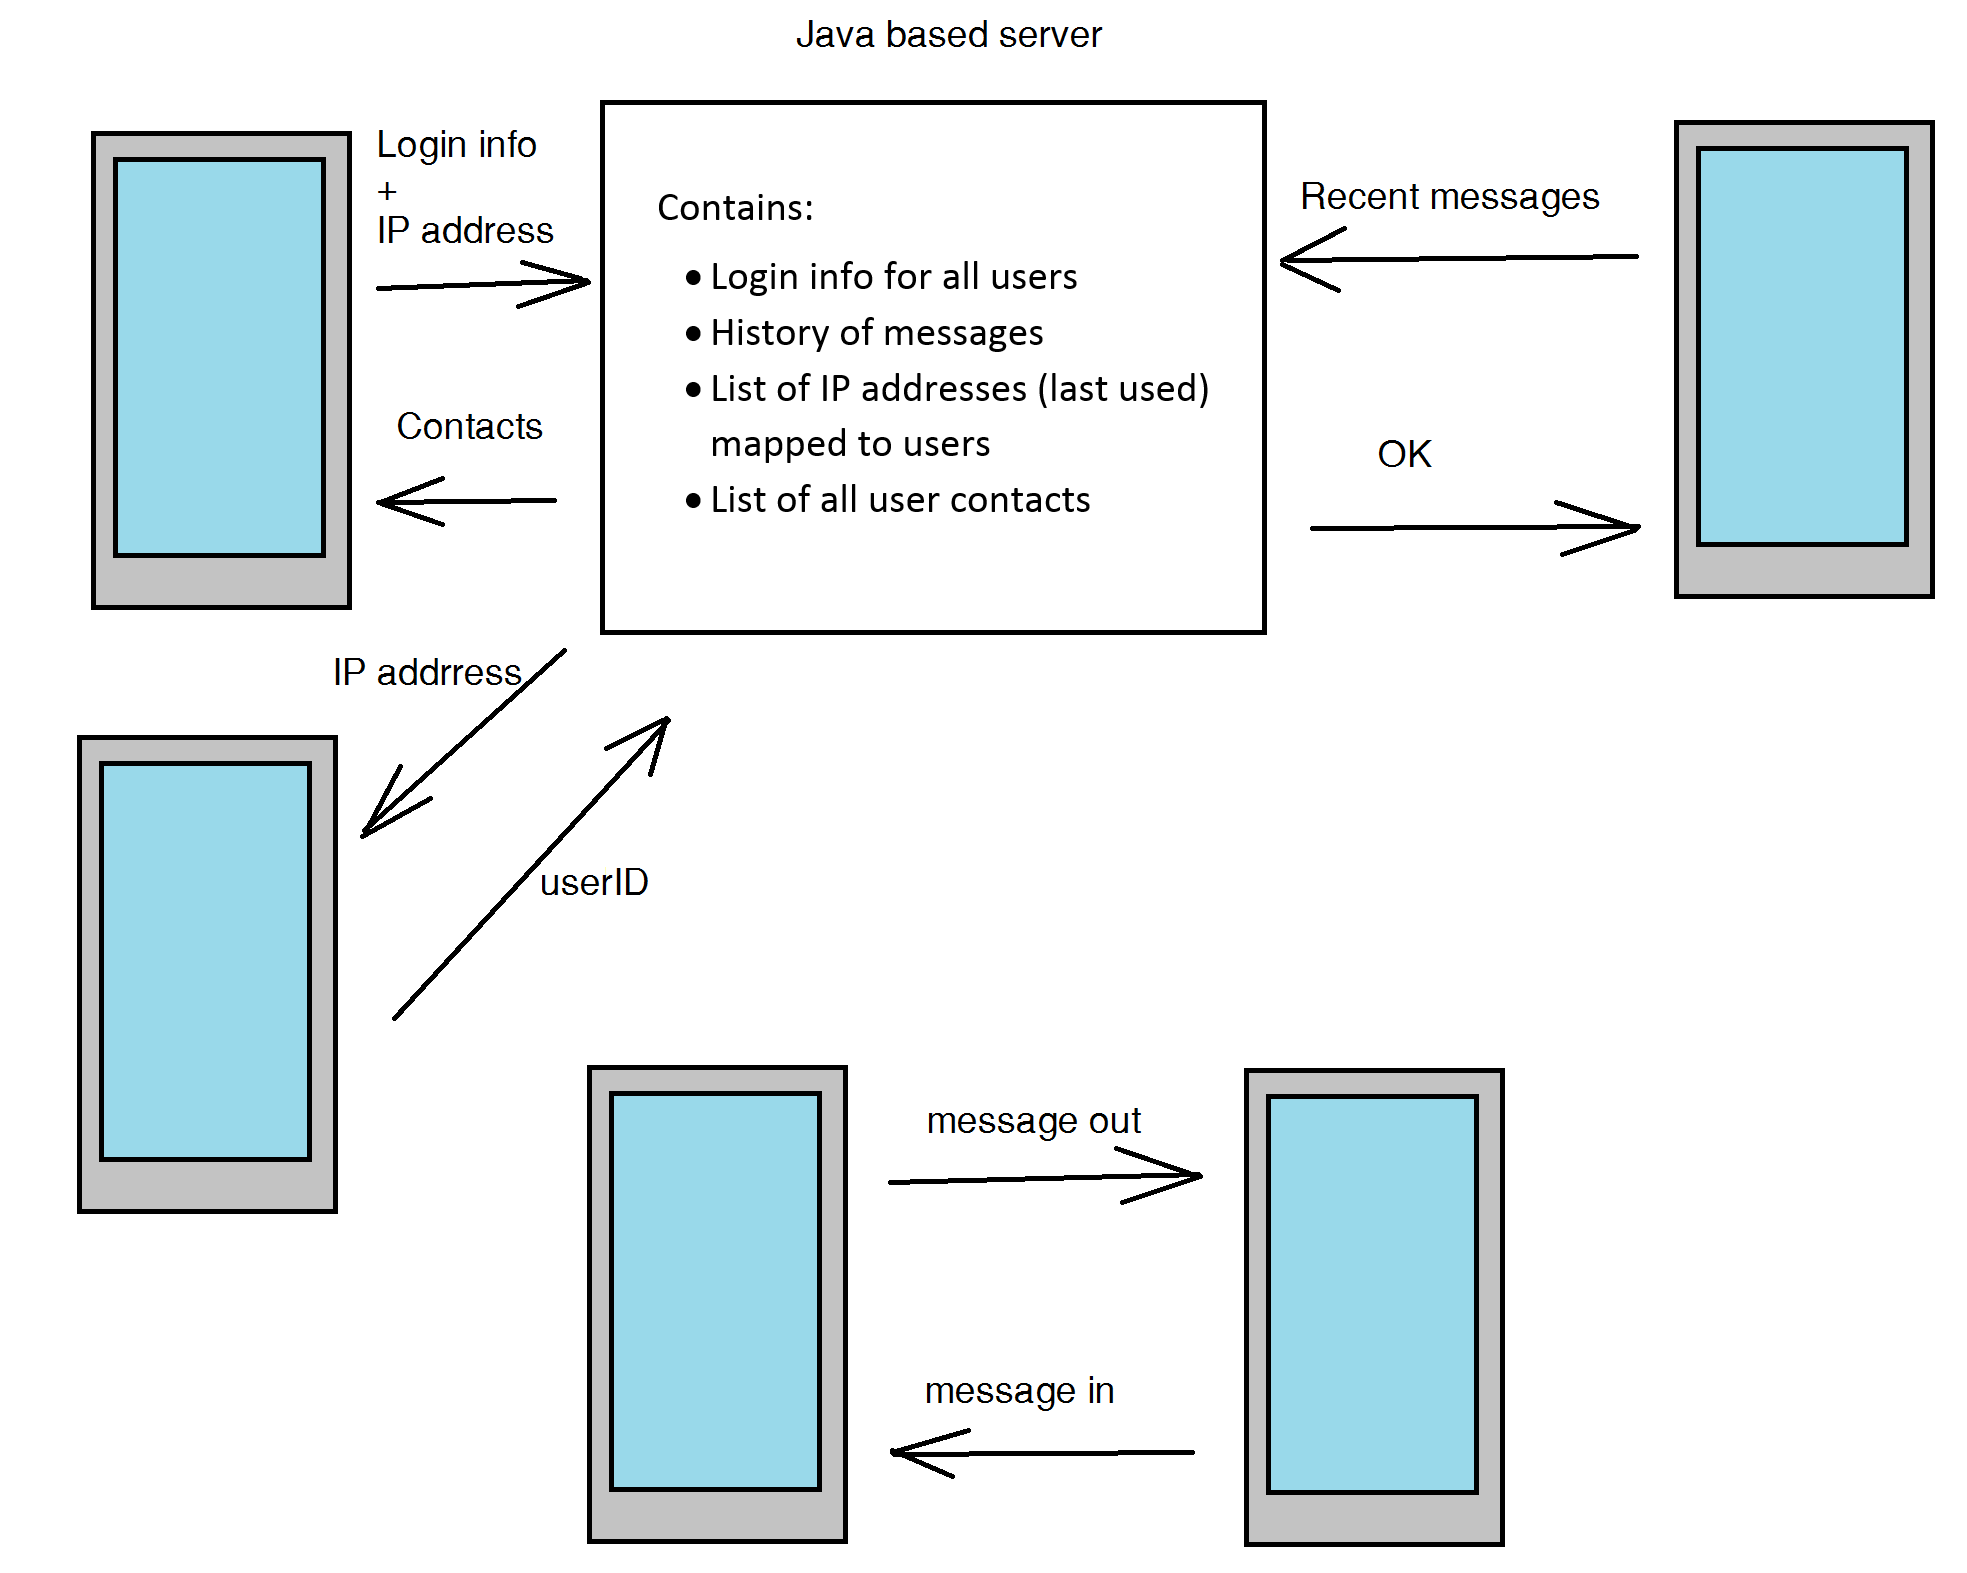 Java based server
Login info
+
IP address
Contains:
• Login info for all users
• History of messages
• List of IP addresses (last used)
mapped to users
• List of all user contacts
Recent messages
Contacts
OK
IP addrress
userID
message out
message in